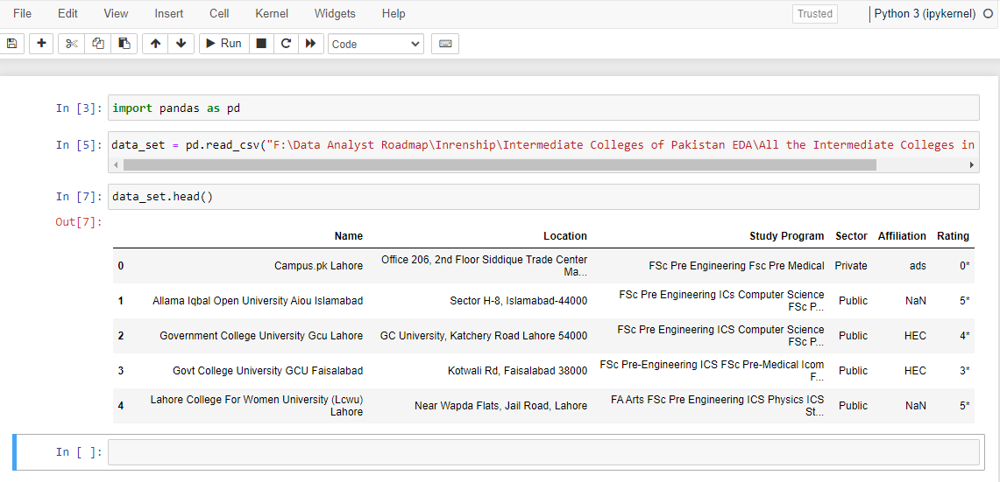 File Edit View Insert Cell Kernel Widgets Help Trusted Python 3 (ipykernel)
Run Code
In [3]: import pandas as pd
In [5]: data_set = pd.read_csv("F:\Data Analyst Roadmap\Inrenship\Intermediate Colleges of Pakistan EDA\All the Intermediate Colleges in
In [7]: data_set.head()
Out[7]:
Name Location Study Program Sector Affiliation Rating
0 Campus.pk Lahore Office 206, 2nd Floor Siddique Trade Center Ma... FSc Pre Engineering Fsc Pre Medical Private ads 0*
1 Allama Iqbal Open University Aiou Islamabad Sector H-8, Islamabad-44000 FSc Pre Engineering ICs Computer Science FSc P... Public NaN 5*
2 Government College University Gcu Lahore GC University, Katchery Road Lahore 54000 FSc Pre Engineering ICS Computer Science FSc P... Public HEC 4*
3 Govt College University GCU Faisalabad Kotwali Rd, Faisalabad 38000 FSc Pre-Engineering ICS FSc Pre-Medical Icom F... Public HEC 3*
4 Lahore College For Women University (Lcwu) Lahore Near Wapda Flats, Jail Road, Lahore FA Arts FSc Pre Engineering ICS Physics ICS St... Public NaN 5*
In [ ]: